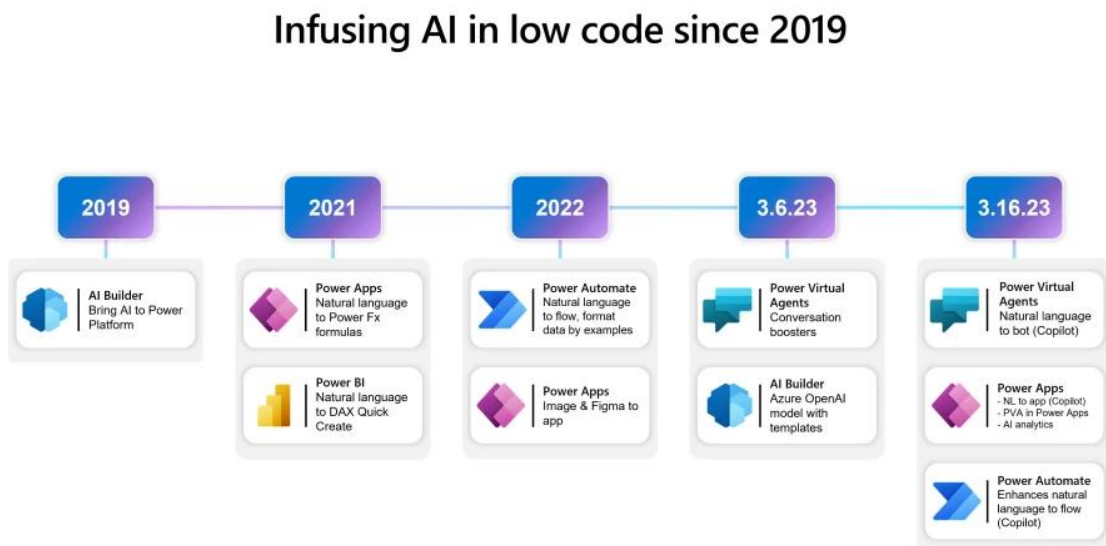 Infusing AI in low code since 2019
2019
2021
2022
3.6.23
3.16.23
AI Builder
Bring AI to Power
Platform
Power Apps
Natural language
to Power Fx
formulas
Power BI
Natural language
to DAX Quick
Create
Power Automate
Natural language
to flow, format
data by examples
Power Apps
Image & Figma to
app
Power Virtual
Agents
Conversation
boosters
AI Builder
Azure OpenAI
model with
templates
Power Virtual
Agents
Natural language
to bot (Copilot)
Power Apps
- NL to app (Copilot)
- PVA in Power Apps
- AI analytics
Power Automate
Enhances natural
language to flow
(Copilot)